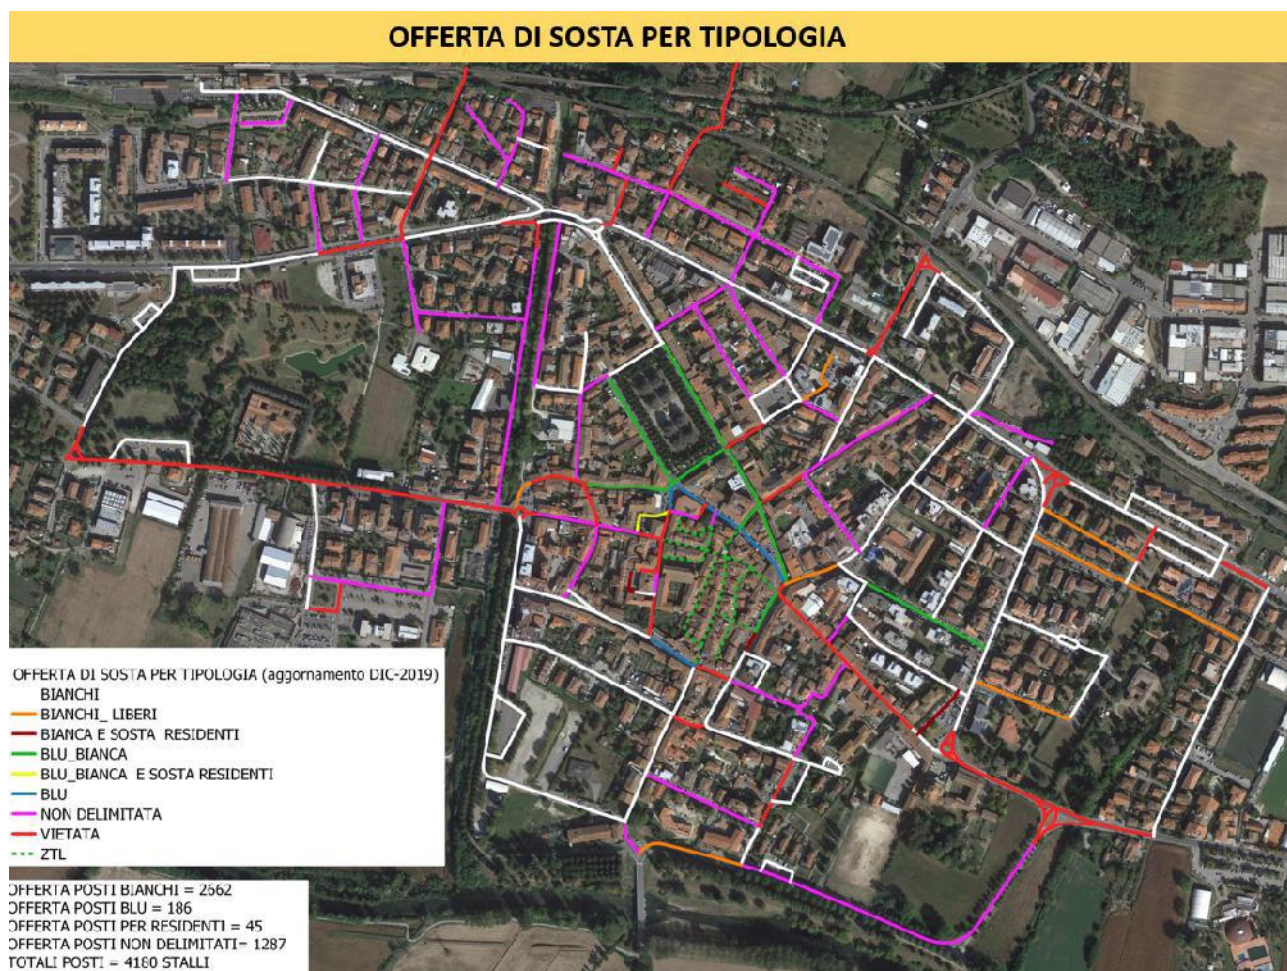 OFFERTA DI SOSTA PER TIPOLOGIA
OFFERTA DI SOSTA PER TIPOLOGIA (aggornamento DIC-2019)
BIANCHI
BIANCHI_ LIBERI
BIANCA E SOSTA RESIDENTI
BLU_BIANCA
BLU_BIANCA E SOSTA RESIDENTI
BLU
NON DELIMITATA
VIETATA
ZTL
OFFERTA POSTI BIANCHI = 2662
OFFERTA POSTI BLU = 186
OFFERTA POSTI PER RESIDENTI = 45
OFFERTA POSTI NON DELIMITATI= 1287
TOTALI POSTI = 4180 STALLI